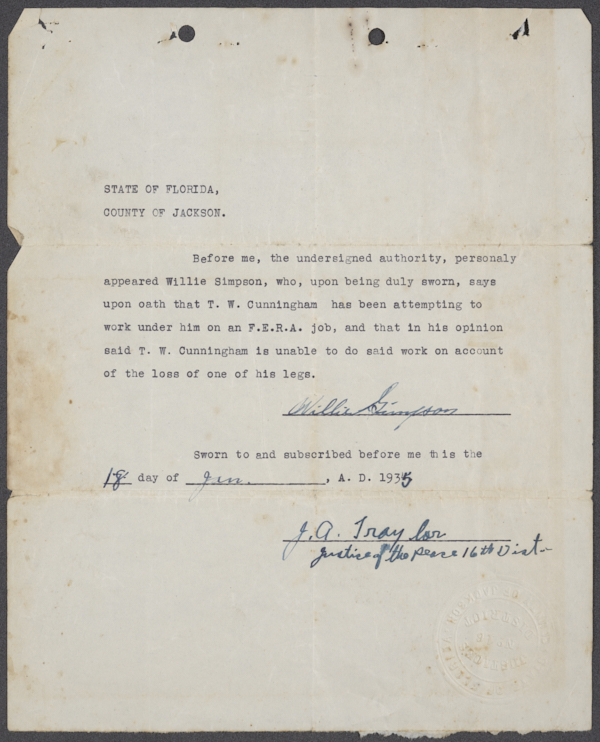 STATE OF FLORIDA,
COUNTY OF JACKSON.
Before me, the undersigned authority, personaly
appeared Willie Simpson, who, upon being duly sworn, says
upon oath that T. W. Cunningham has been attempting to
work under him on an F.E.R.A. job, and that in his opinion
said T. W. Cunningham is unable to do said work on account
of the loss of one of his legs.
Willie Simpson
Sworn to and subscribed before me this the
18 day of Jan. , A. D. 1935
J. A. Traylor
Justice of the peace 16th Dist